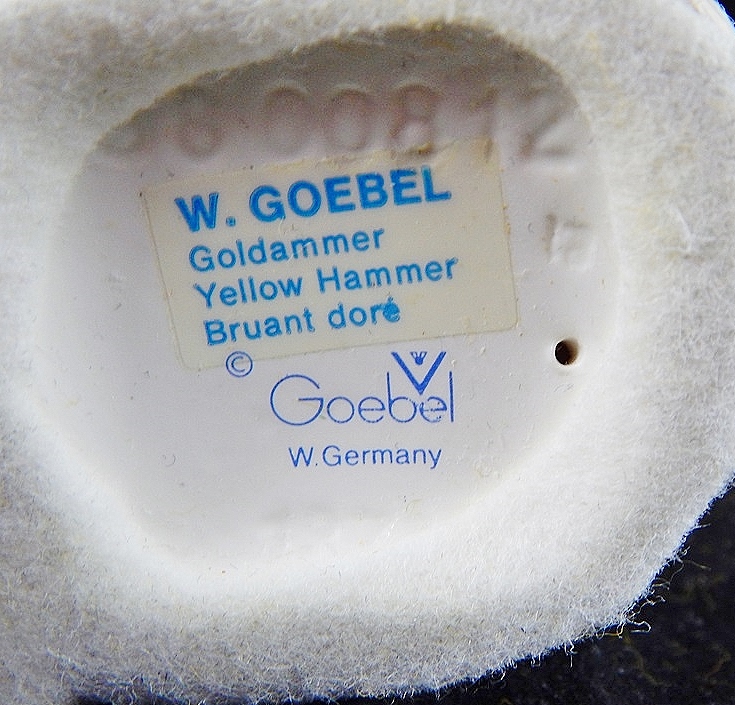 W. GOEBEL
Goldammer
Yellow Hammer
Bruant doré
©
Goebel
W.Germany